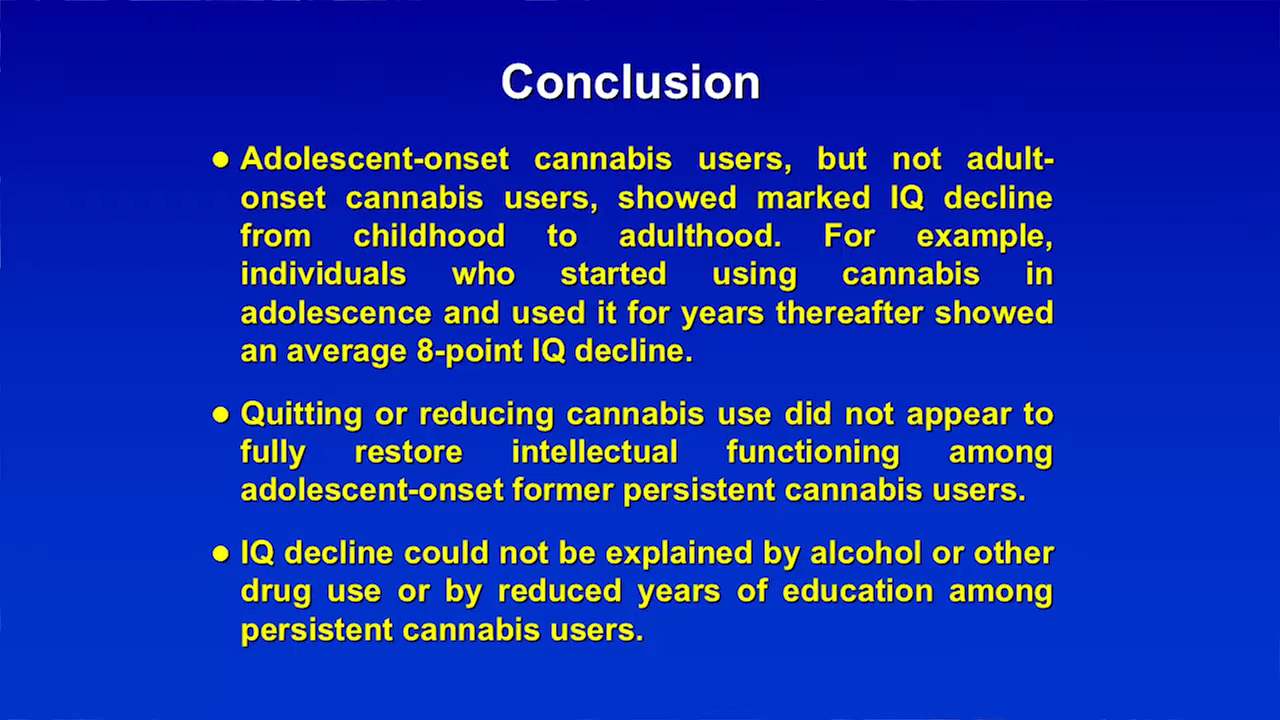 Conclusion
● Adolescent-onset cannabis users, but not adult-
onset cannabis users, showed marked IQ decline
from childhood to adulthood. For example,
individuals who started using cannabis in
adolescence and used it for years thereafter showed
an average 8-point IQ decline.
● Quitting or reducing cannabis use did not appear to
fully restore intellectual functioning among
adolescent-onset former persistent cannabis users.
● IQ decline could not be explained by alcohol or other
drug use or by reduced years of education among
persistent cannabis users.